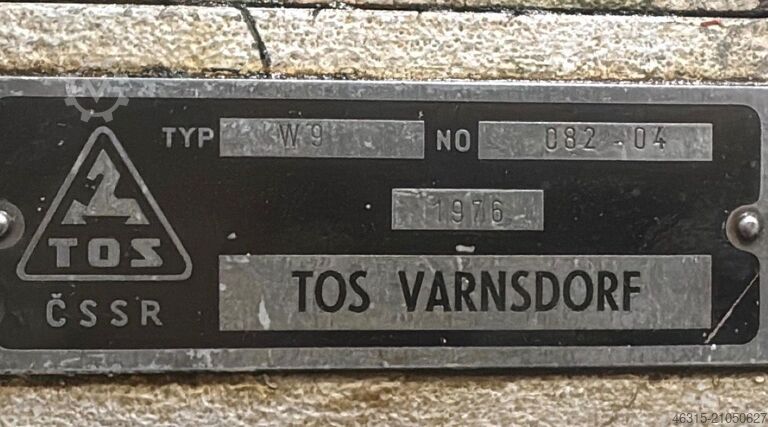 TYP W9 NO 082-04
1976
TOS
ČSSR
TOS VARNSDORF
46315-21050627